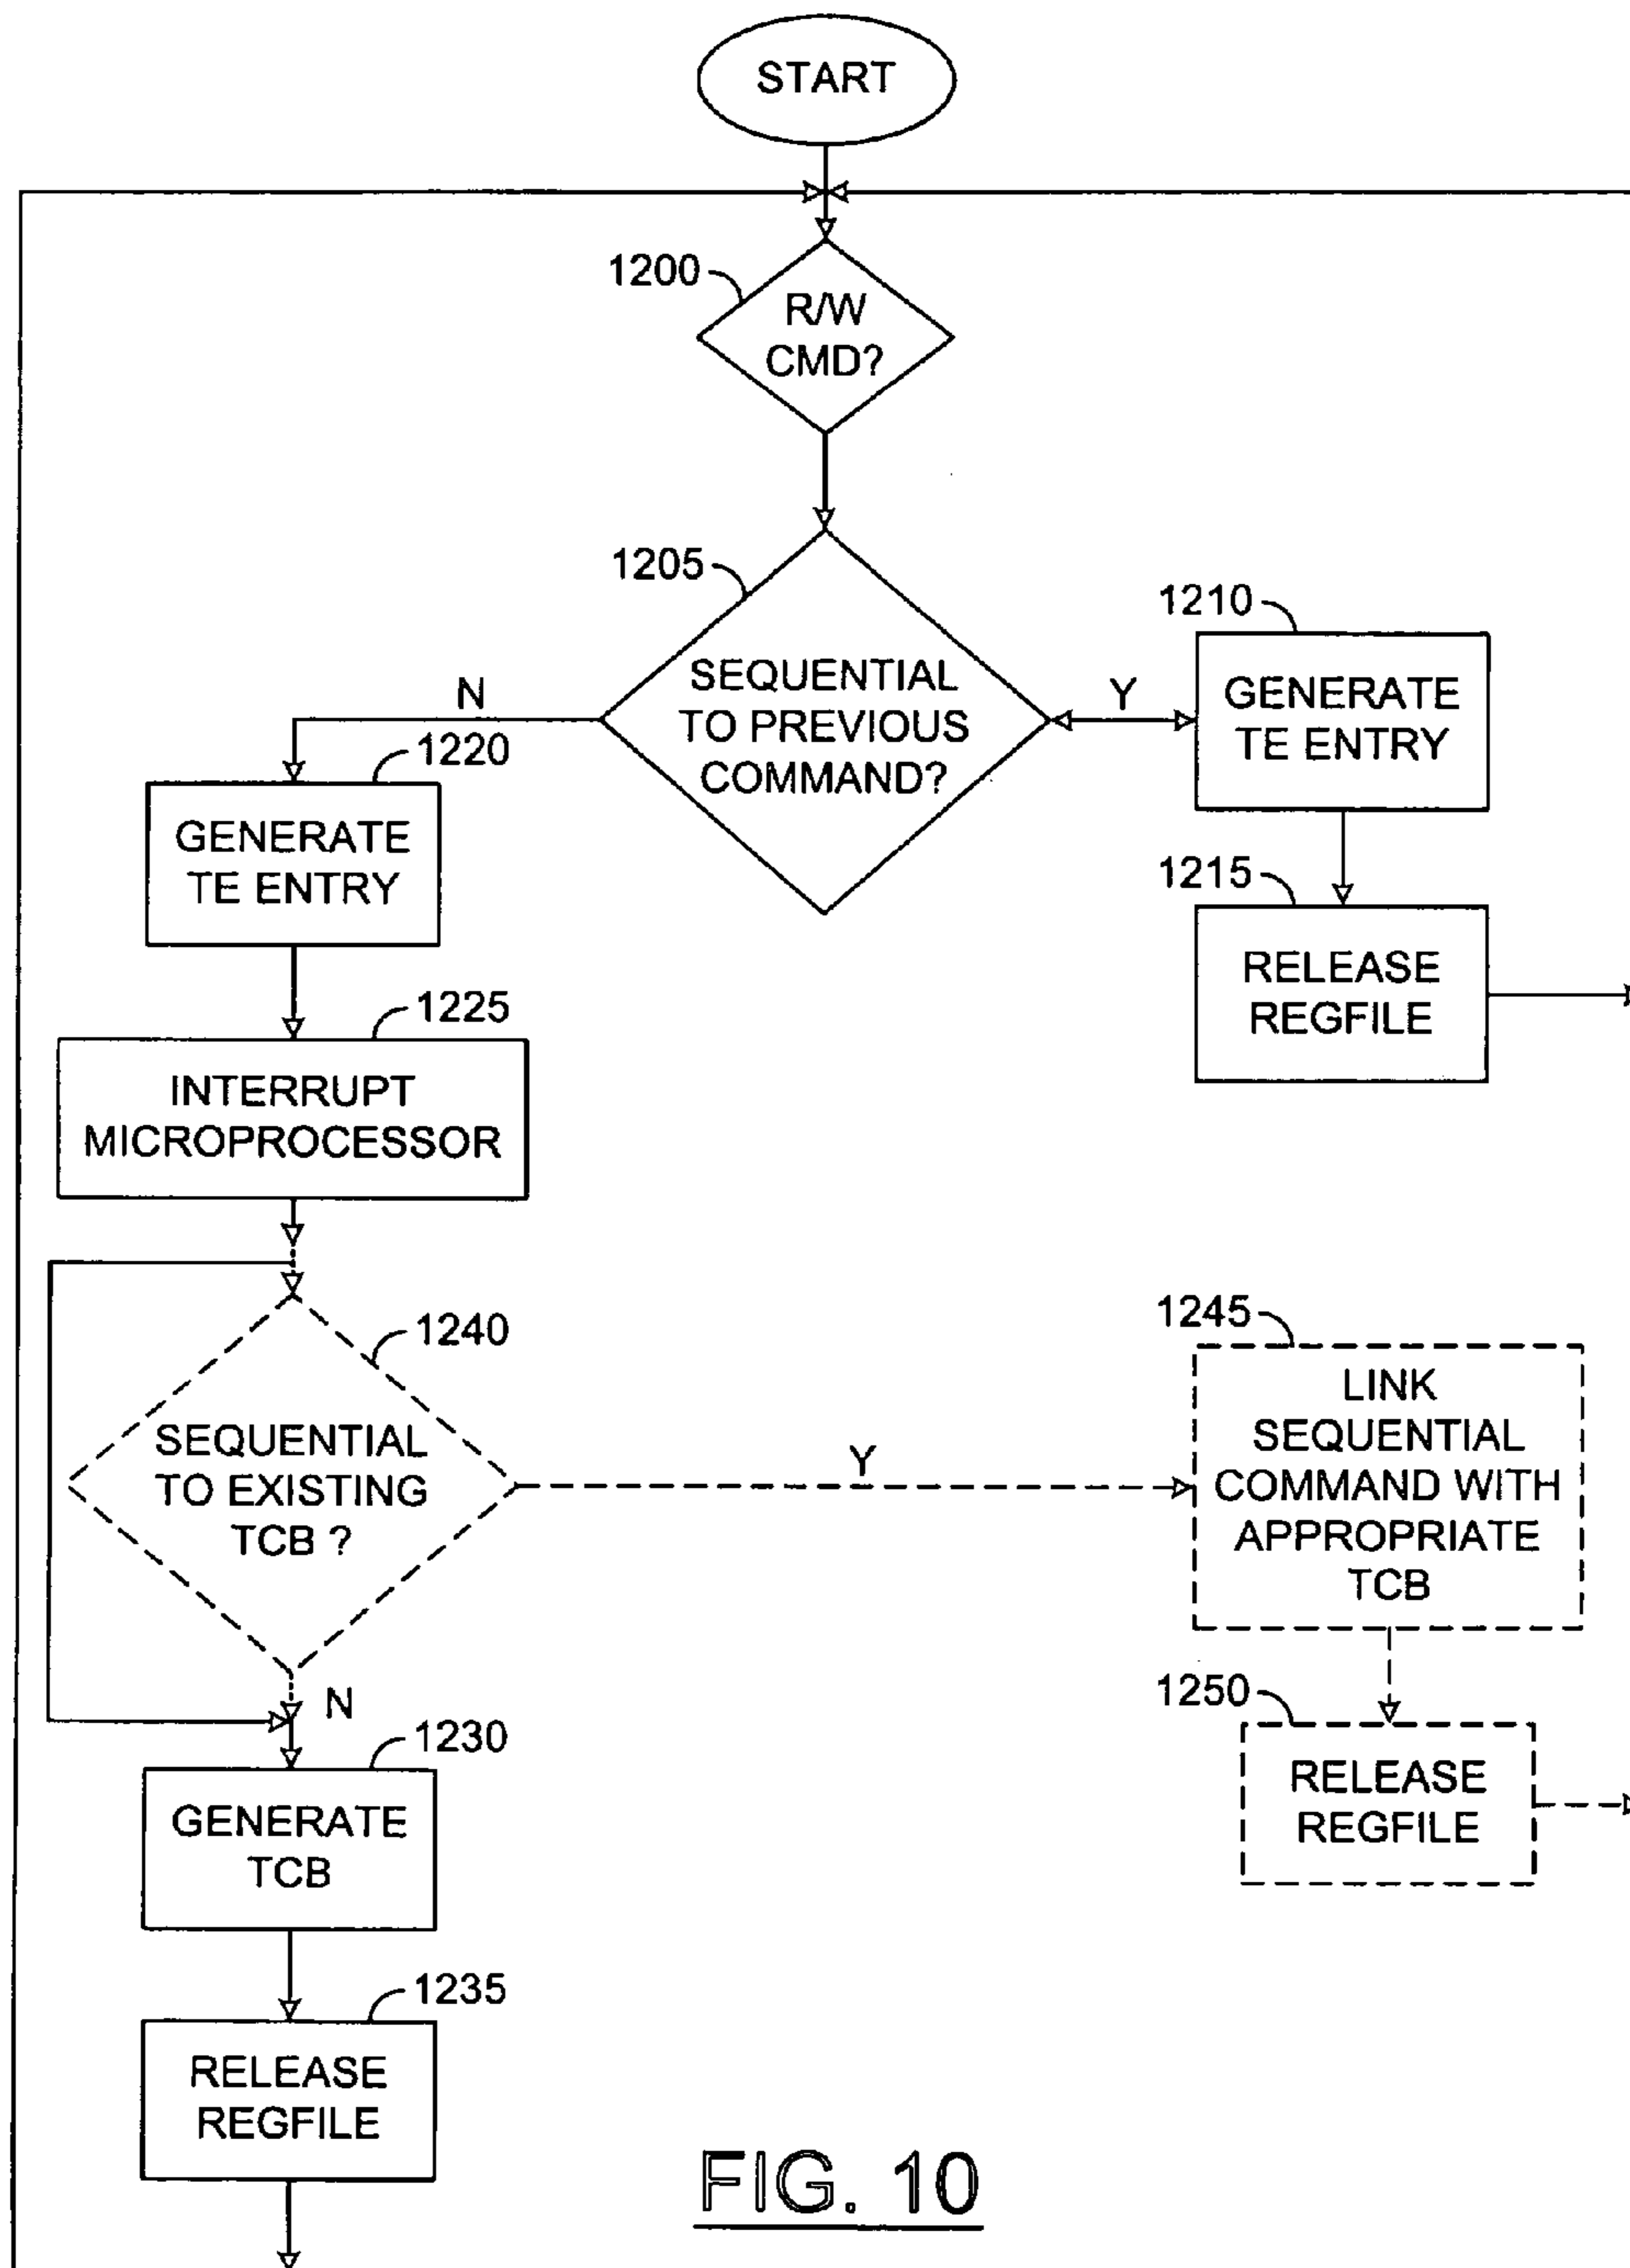 START
1200
R/W
CMD?
1205
SEQUENTIAL
TO PREVIOUS
COMMAND?
N
Y
1210
GENERATE
TE ENTRY
1215
RELEASE
REGFILE
1220
GENERATE
TE ENTRY
1225
INTERRUPT
MICROPROCESSOR
1240
SEQUENTIAL
TO EXISTING
TCB ?
Y
N
1245
LINK
SEQUENTIAL
COMMAND WITH
APPROPRIATE
TCB
1250
RELEASE
REGFILE
1230
GENERATE
TCB
1235
RELEASE
REGFILE
FIG. 10